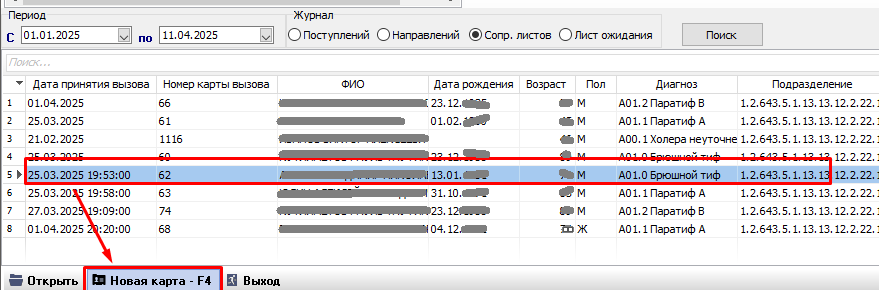 Период
Журнал
С 01.01.2025 по 11.04.2025 Поступлений Направлений Сопр. листов Лист ожидания Поиск
Поиск...
Дата принятия вызова Номер карты вызова ФИО Дата рождения Возраст Пол Диагноз Подразделение
1 01.04.2025 66 23.12. М A01.2 Паратиф B 1.2.643.5.1.13.13.12.2.22.1
2 25.03.2025 61 01.02. М A01.1 Паратиф A 1.2.643.5.1.13.13.12.2.22.
3 21.02.2025 1116 М A00.1 Холера неуточне 1.2.643.5.1.13.13.12.2.22.
4 25.03.2025 60 23.12. М A01.0 Брюшной тиф 1.2.643.5.1.13.13
5 25.03.2025 19:53:00 62 13.01. М A01.0 Брюшной тиф 1.2.643.5.1.13.13.12.2.22.
6 25.03.2025 19:58:00 63 31.10. М A01.1 Паратиф A 1.2.643.5.1.13.13.12.2.22.
7 27.03.2025 19:09:00 74 23.12 М A01.2 Паратиф B 1.2.643.5.1.13.13.12.2.22.
8 01.04.2025 20:20:00 68 04.12. Ж A01.1 Паратиф A 1.2.643.5.1.13.13.12.2.22.
Открыть Новая карта - F4 Выход